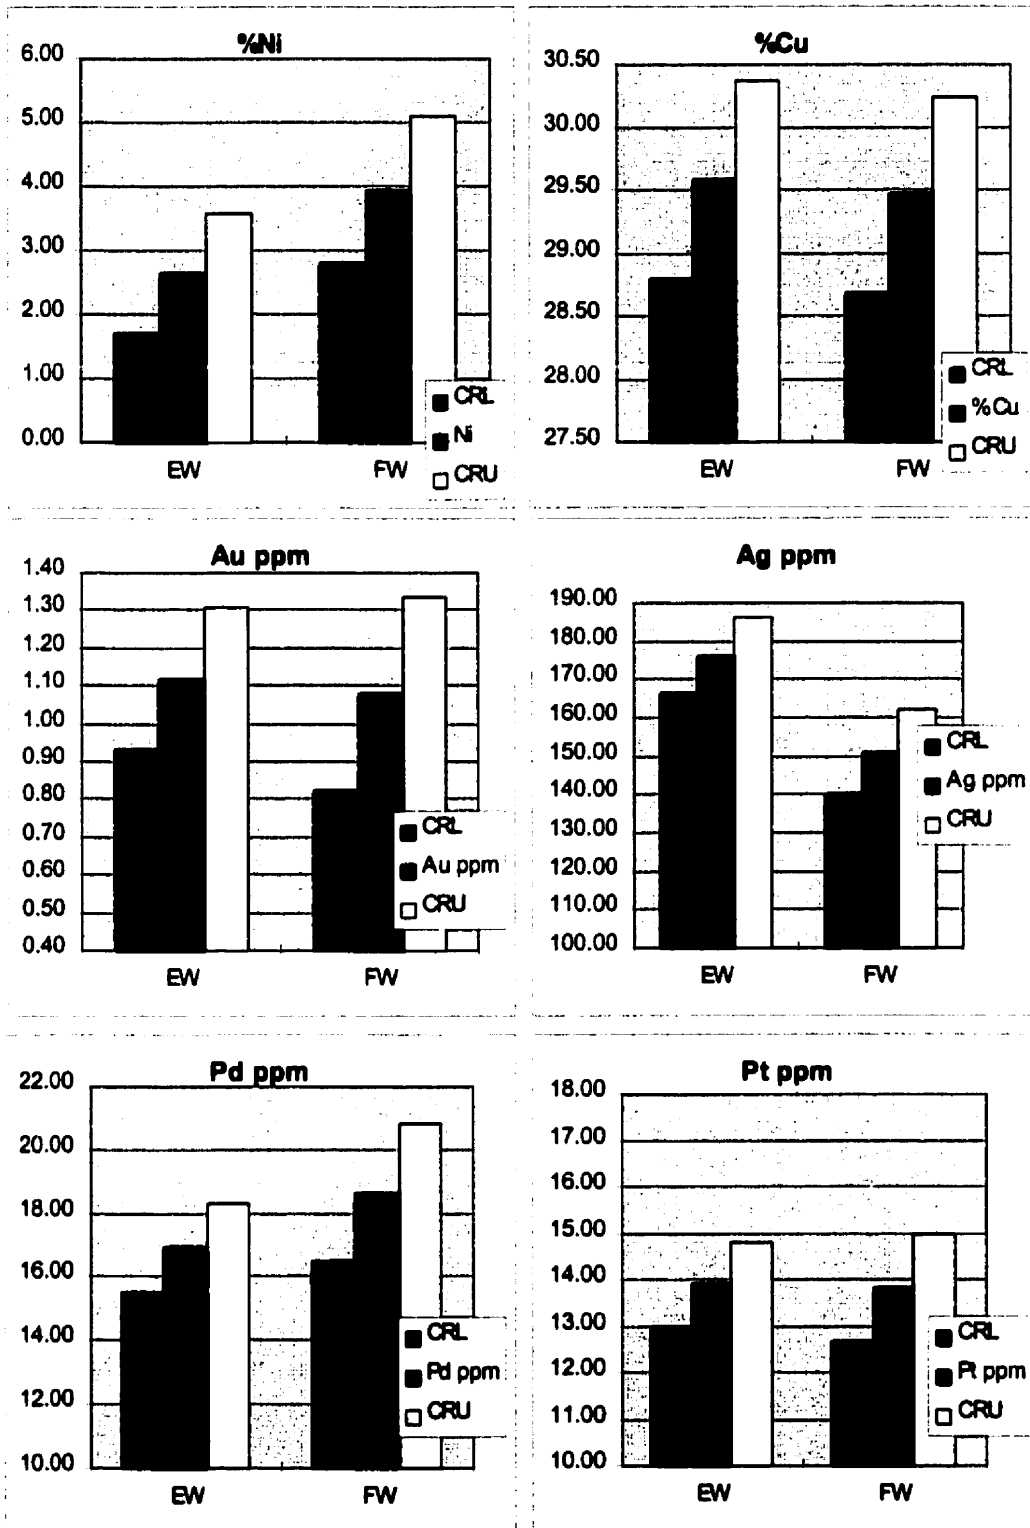 %Ni
6.00
5.00
4.00
3.00
2.00
1.00
0.00
EW
FW
CRL
Ni
CRU
%Cu
30.50
30.00
29.50
29.00
28.50
28.00
27.50
EW
FW
CRL
%Cu
CRU
Au ppm
1.40
1.30
1.20
1.10
1.00
0.90
0.80
0.70
0.60
0.50
0.40
EW
FW
CRL
Au ppm
CRU
Ag ppm
190.00
180.00
170.00
160.00
150.00
140.00
130.00
120.00
110.00
100.00
EW
FW
CRL
Ag ppm
CRU
Pd ppm
22.00
20.00
18.00
16.00
14.00
12.00
10.00
EW
FW
CRL
Pd ppm
CRU
Pt ppm
18.00
17.00
16.00
15.00
14.00
13.00
12.00
11.00
10.00
EW
FW
CRL
Pt ppm
CRU